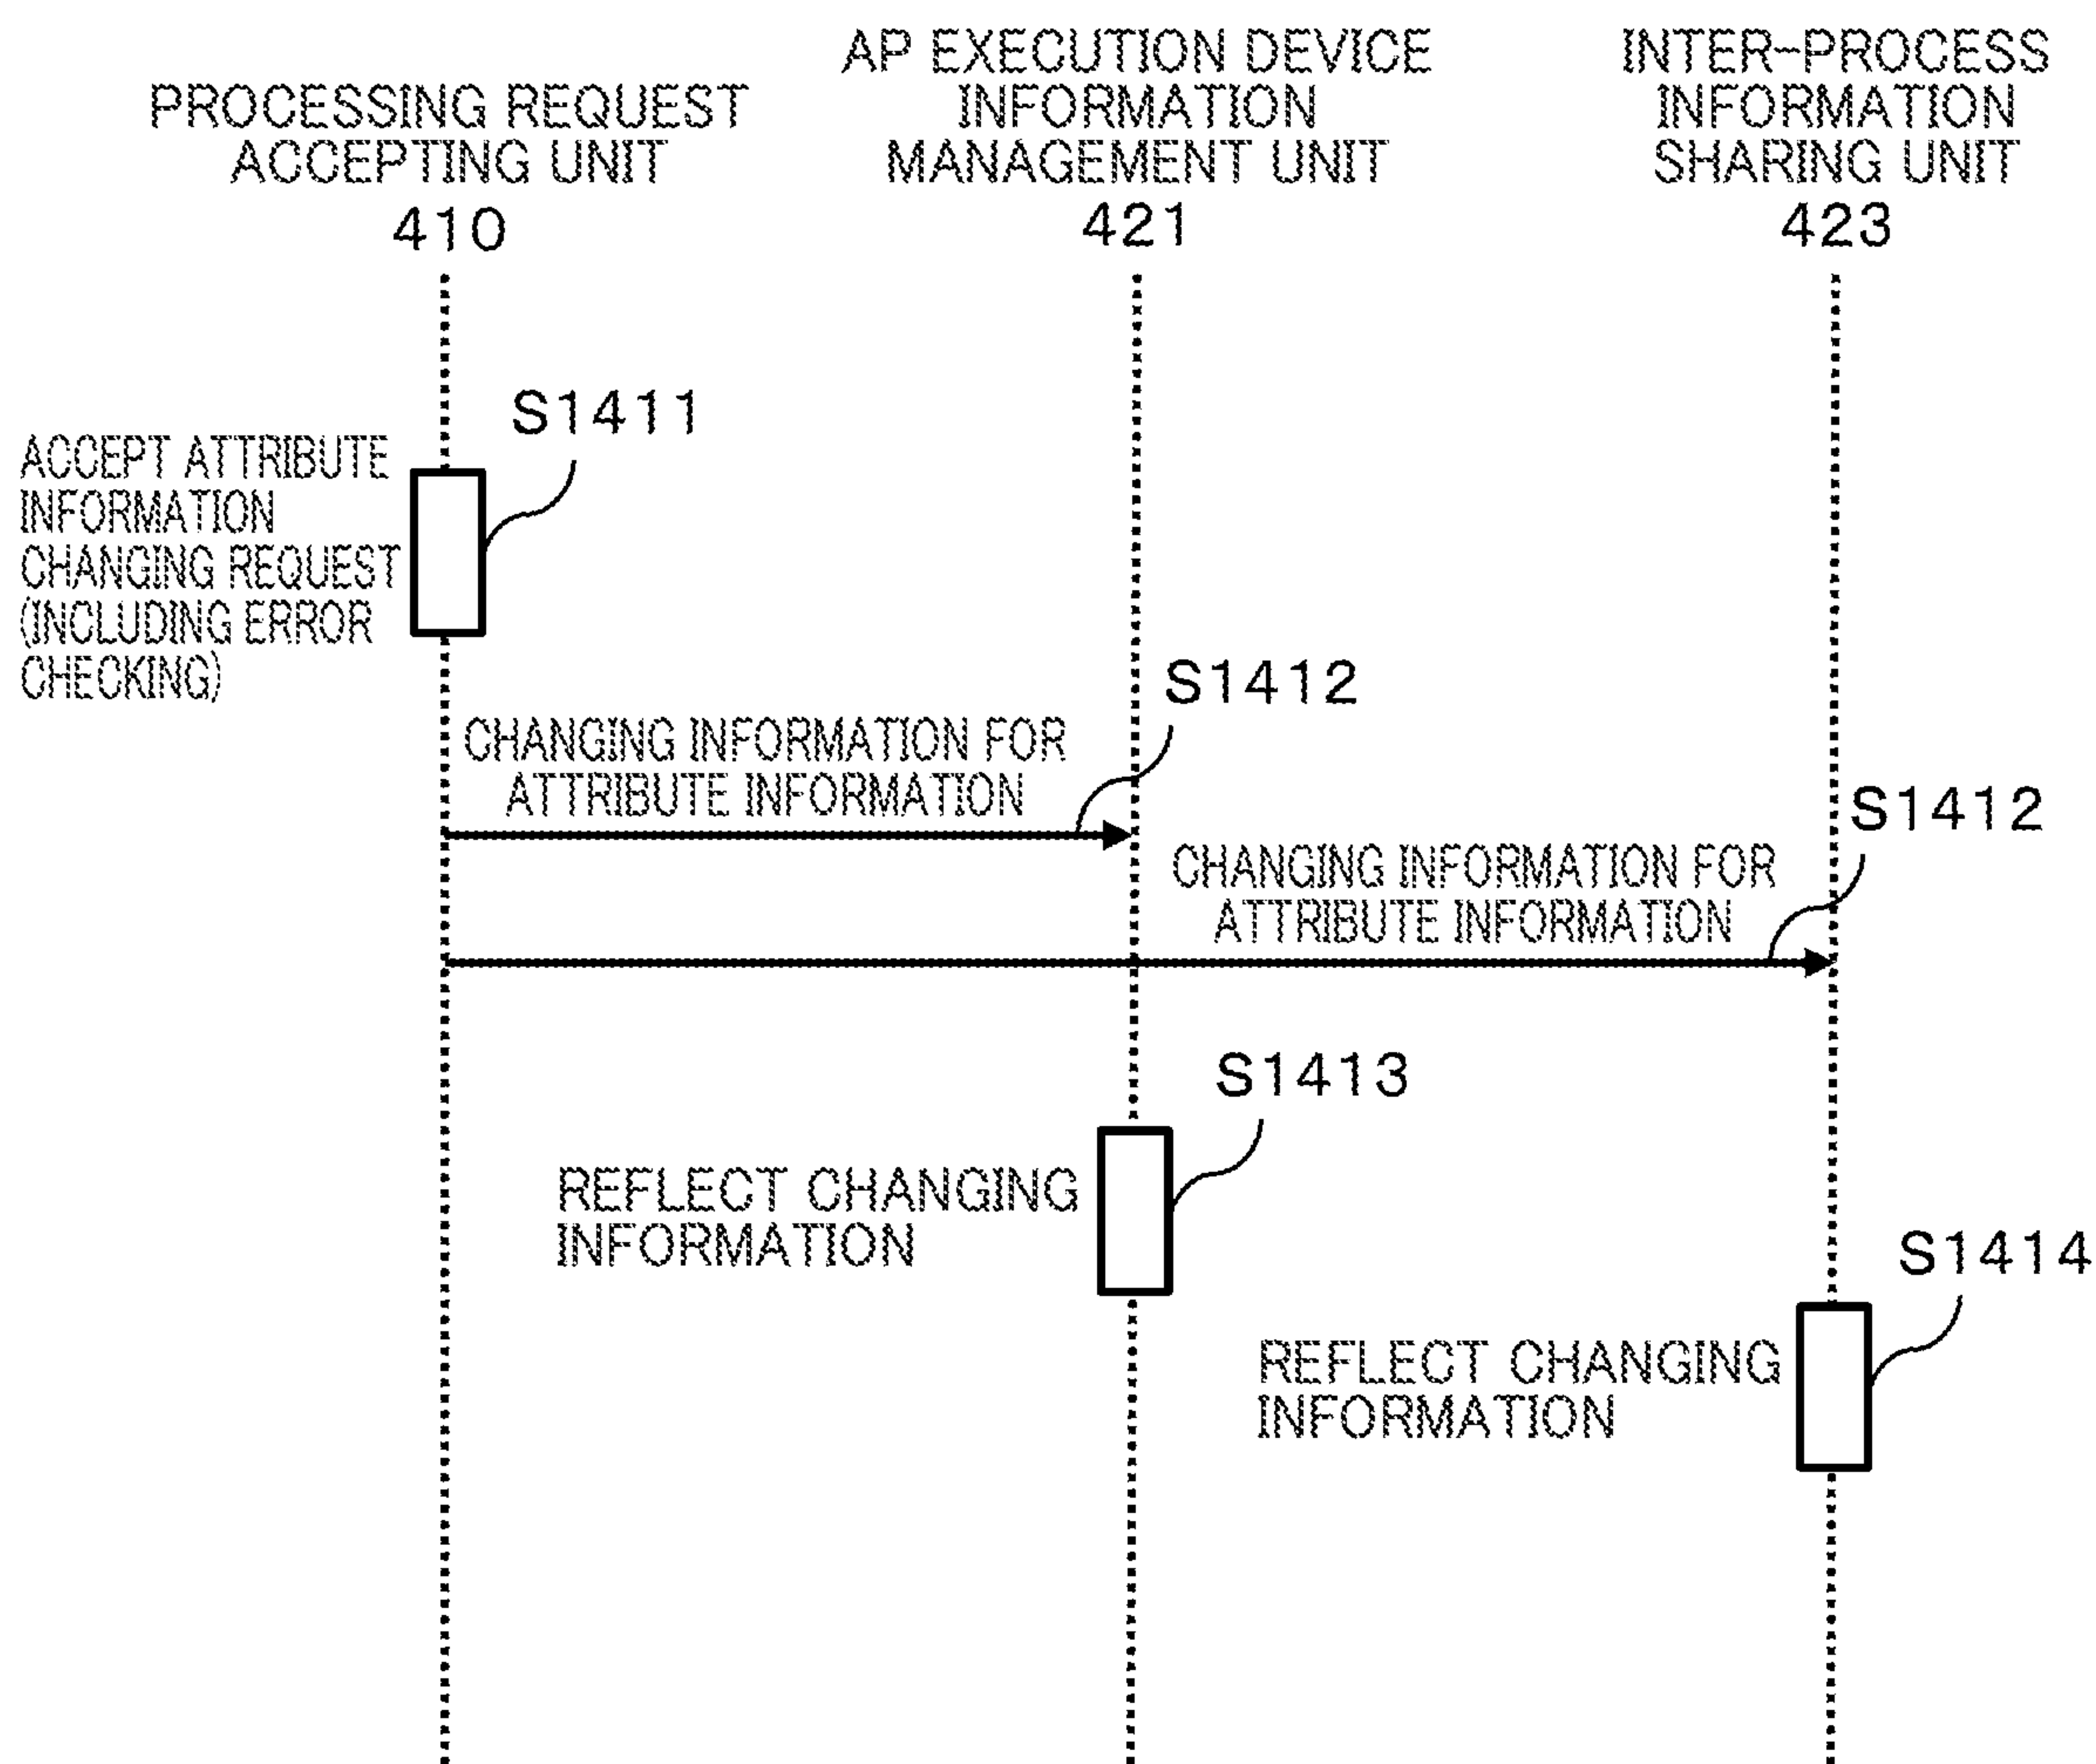 PROCESSING REQUEST
ACCEPTING UNIT
410
AP EXECUTION DEVICE
INFORMATION
MANAGEMENT UNIT
421
INTER-PROCESS
INFORMATION
SHARING UNIT
423
S1411
ACCEPT ATTRIBUTE
INFORMATION
CHANGING REQUEST
(INCLUDING ERROR
CHECKING)
S1412
CHANGING INFORMATION FOR
ATTRIBUTE INFORMATION
S1412
CHANGING INFORMATION FOR
ATTRIBUTE INFORMATION
S1413
REFLECT CHANGING
INFORMATION
S1414
REFLECT CHANGING
INFORMATION